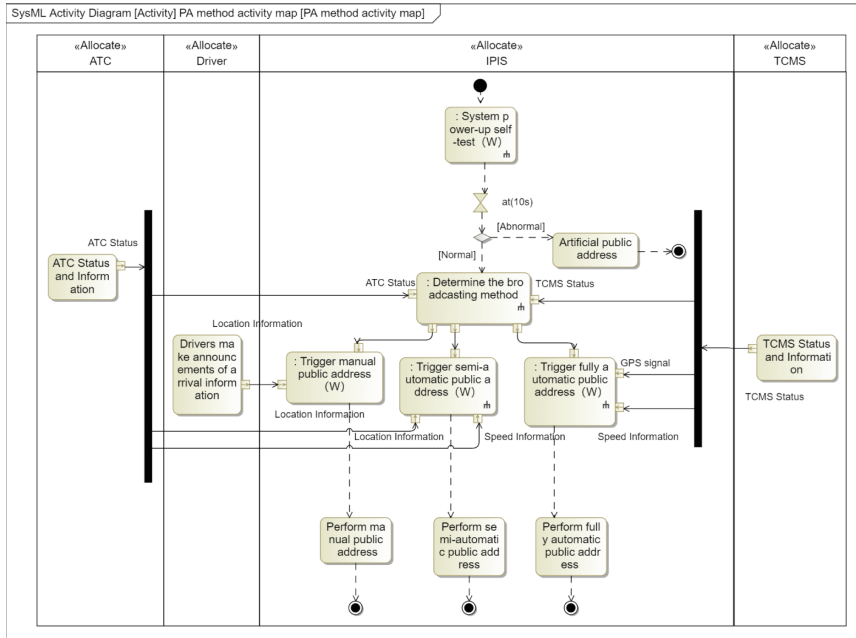 SysML Activity Diagram [Activity] PA method activity map [PA method activity map]
«Allocate»
ATC
«Allocate»
Driver
«Allocate»
IPIS
«Allocate»
TCMS
: System p
ower-up self
-test（W）
at(10s)
[Abnormal]
[Normal]
Artificial public
address
ATC Status
ATC Status
and Inform
ation
ATC Status
: Determine the bro
adcasting method
TCMS Status
Location Information
Drivers ma
ke announc
ements of a
rrival inform
ation
: Trigger manual
public address
（W）
: Trigger semi-a
utomatic public a
ddress（W）
: Trigger fully a
utomatic public
address（W）
GPS signal
TCMS Status
and Informati
on
TCMS Status
Location Information
Location Information
Speed Information
Speed Information
Perform ma
nual public
address
Perform se
mi-automati
c public add
ress
Perform full
y automatic
public addr
ess